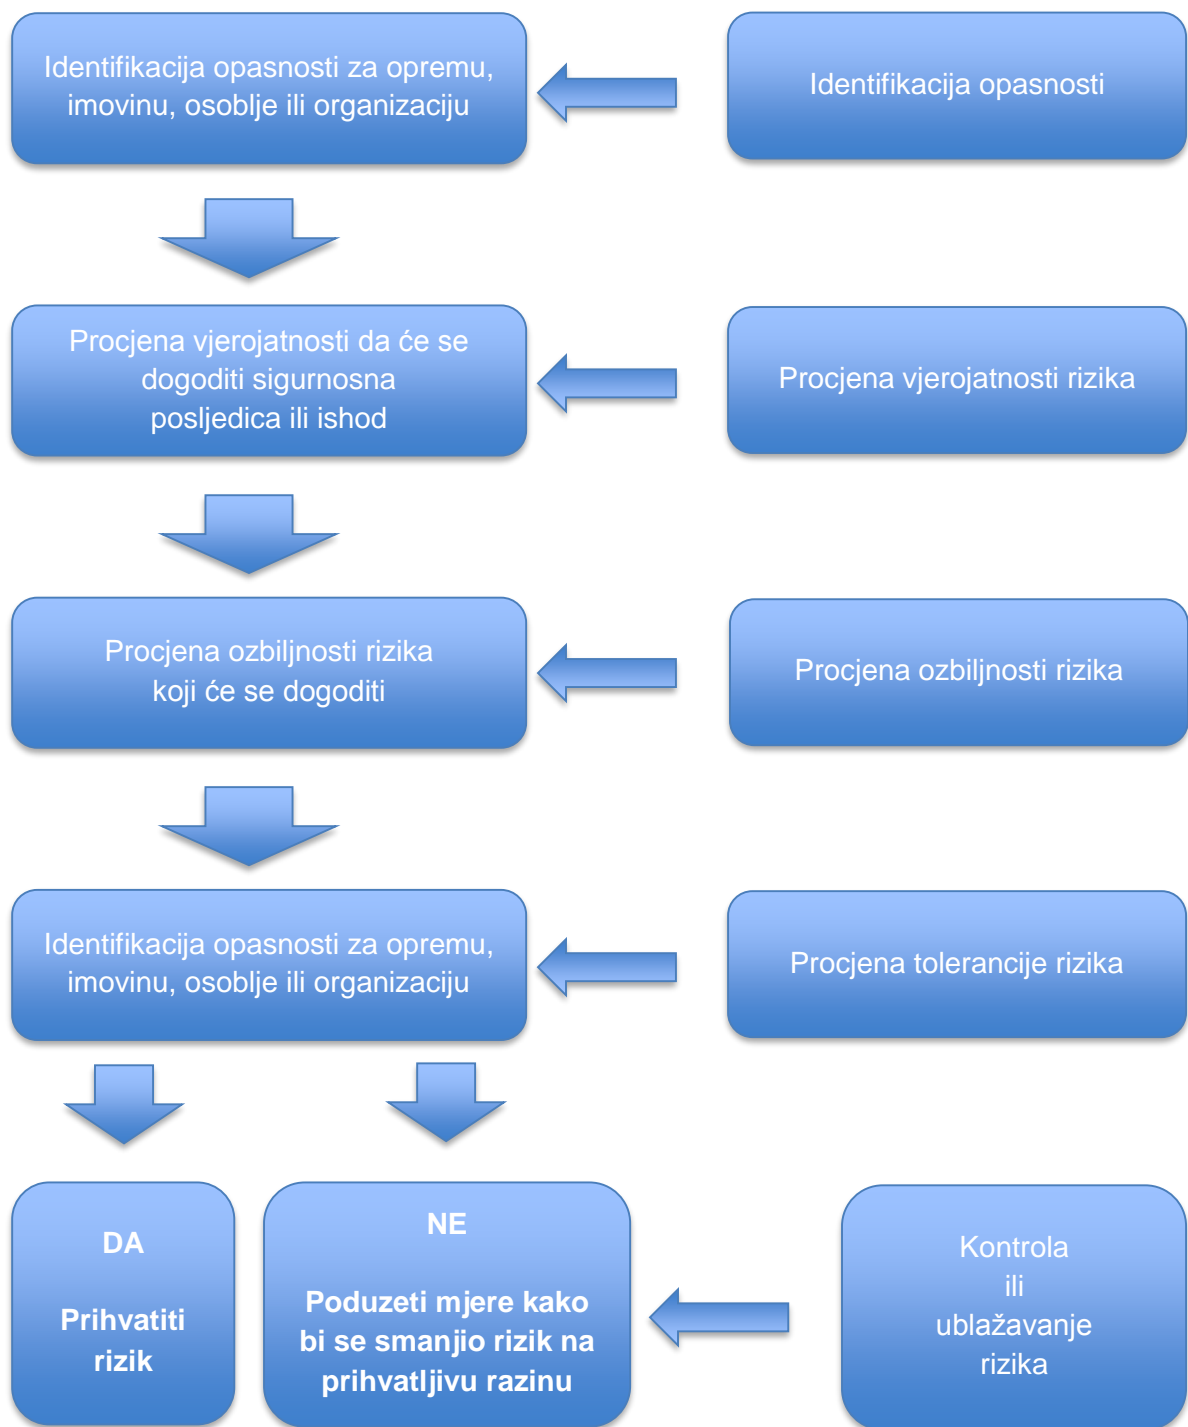 Identifikacija opasnosti za opremu,
imovinu, osoblje ili organizaciju
Identifikacija opasnosti
Procjena vjerojatnosti da će se
dogoditi sigurnosna
posljedica ili ishod
Procjena vjerojatnosti rizika
Procjena ozbiljnosti rizika
koji će se dogoditi
Procjena ozbiljnosti rizika
Identifikacija opasnosti za opremu,
imovinu, osoblje ili organizaciju
Procjena tolerancije rizika
DA
Prihvatiti
rizik
NE
Poduzeti mjere kako
bi se smanjio rizik na
prihvatljivu razinu
Kontrola
ili
ublažavanje
rizika